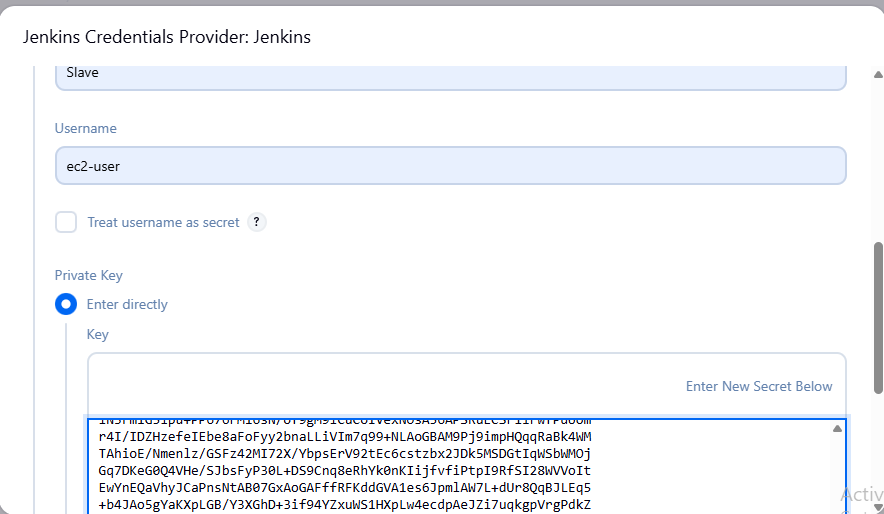 Jenkins Credentials Provider: Jenkins
Slave
Username
ec2-user
Treat username as secret ?
Private Key
Enter directly
Key
Enter New Secret Below
r4I/IDZHzefeIEbe8aFoFyy2bnaLLiVIm7q99+NLAoGBAM9Pj9impHQqqRaBk4WM
TAhioE/Nmenlz/GSFz42MI72X/YbpsErV92tEc6cstzbx2JDk5MSDGtIqWSbWMOj
Gq7DKeG0Q4VHe/SJbsFyP30L+DS9Cnq8eRhYk0nKIijfvfiPtpI9RfSI28WVVoIt
EwYnEQaVhyJCaPnsNtAB07GxAoGAFffRFKddGVA1es6JpmlAW7L+dUr8QqBJLEq5
+b4JAo5gYaKXpLGB/Y3XGhD+3if94YZxuWS1HXpLw4ecdpAeJZi7uqkgpVrgPdkZ
Activ